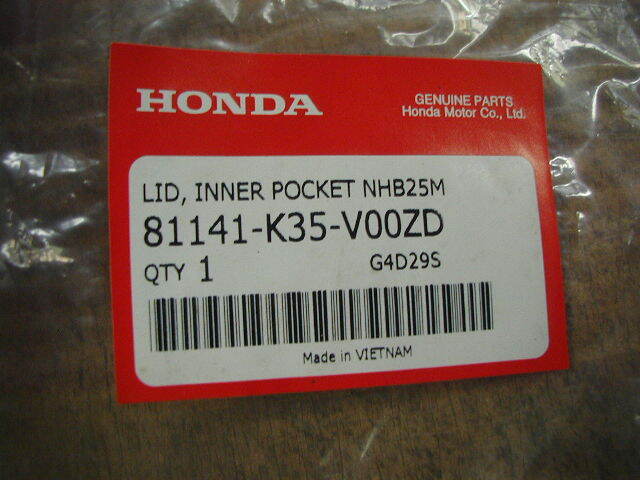 HONDA
GENUINE PARTS
Honda Motor Co., Ltd.
LID, INNER POCKET NHB25M
81141-K35-V00ZD
QTY 1 G4D29S
Made in VIETNAM